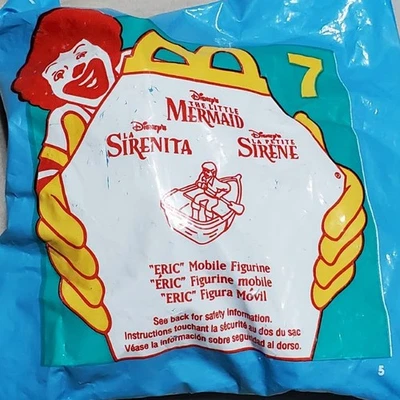 7
Disney's
THE LITTLE
MERMAID
Disney's
LA
SIRENITA
Disney's
LA PETITE
SIRÈNE
®
"ERIC" Mobile Figurine
"ÉRIC" Figurine mobile
"ERIC" Figura Móvil
See back for safety information.
Instructions touchant la sécurité au dos du sac
Véase la información sobre seguridad al dorso.
5